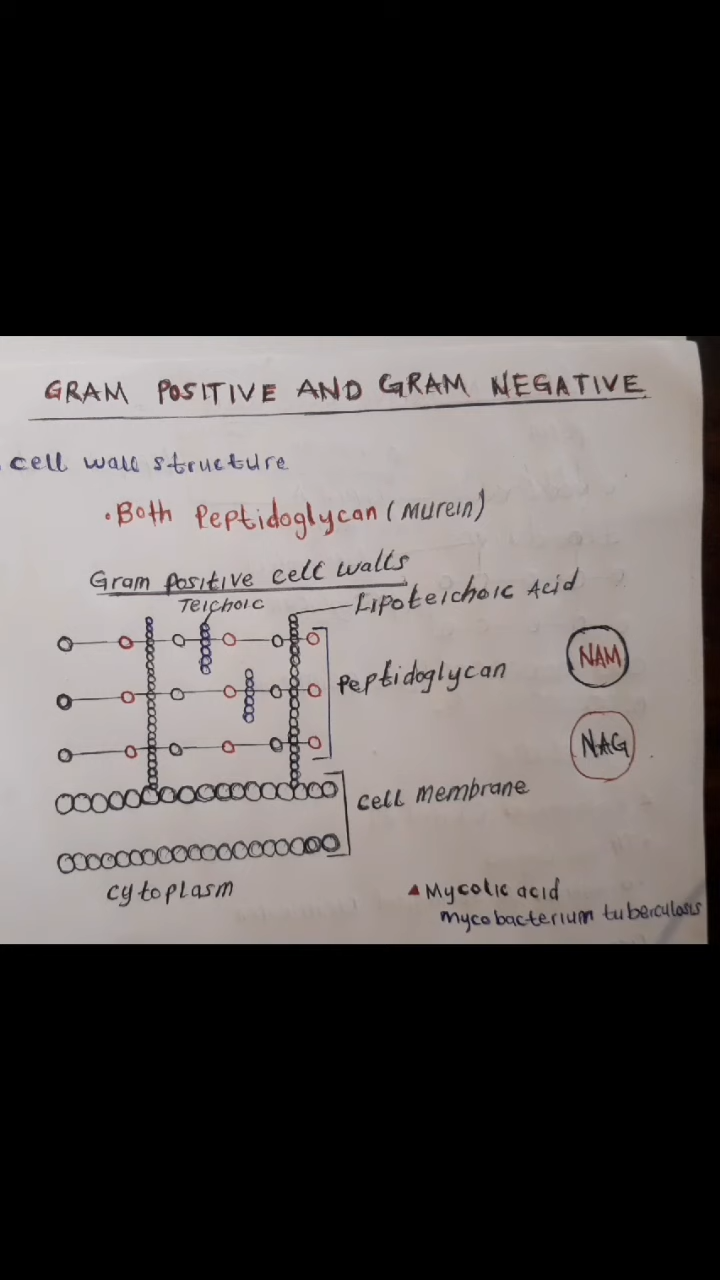 GRAM POSITIVE AND GRAM NEGATIVE
cell wall structure
• Both Peptidoglycan (Murein)
Gram positive cell walls
Teichoic
Lipoteichoic Acid
Peptidoglycan
NAM
NAG
cell membrane
cytoplasm
▲ Mycolic acid
mycobacterium tuberculosis